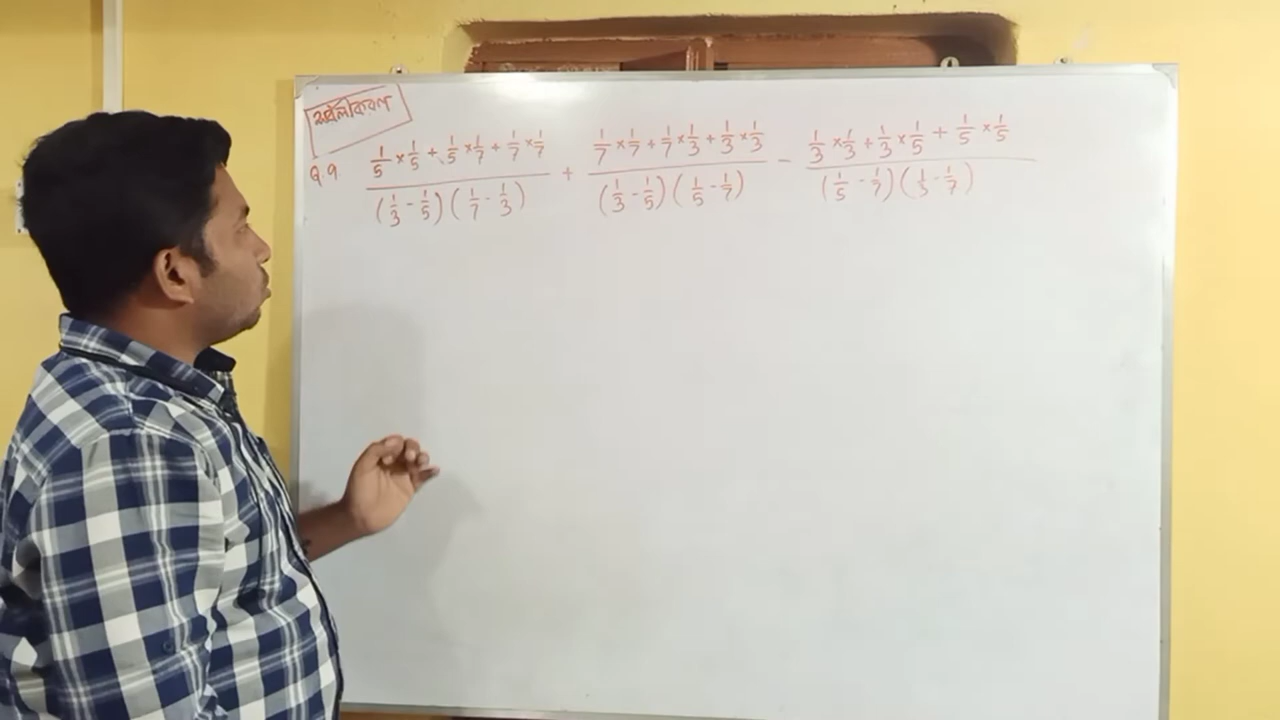 সরলীকরণ
Q.9 (1/5 × 1/5 + 1/5 × 1/7 + 1/7 × 1/7) / ((1/3 - 1/5)(1/7 - 1/3)) + (1/7 × 1/7 + 1/7 × 1/3 + 1/3 × 1/3) / ((1/3 - 1/5)(1/5 - 1/7)) - (1/3 × 1/3 + 1/3 × 1/5 + 1/5 × 1/5) / ((1/5 - 1/7)(1/3 - 1/7))